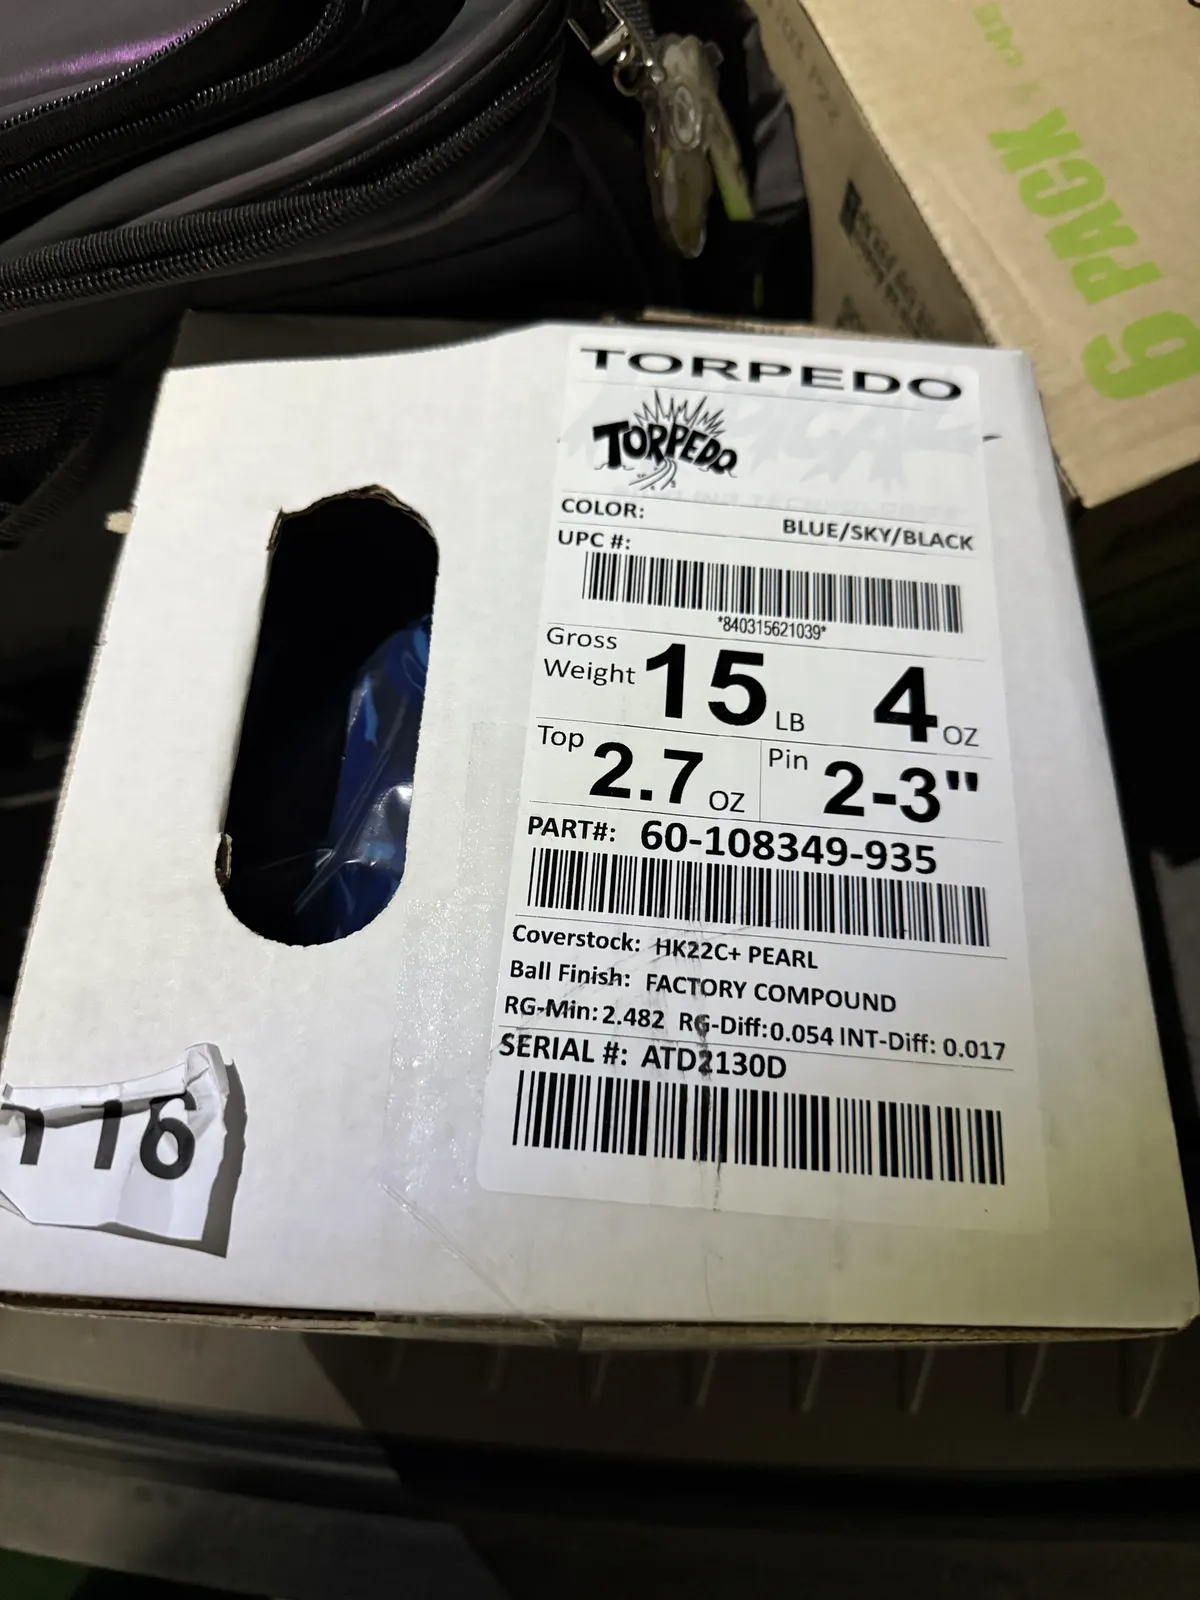 6 PACK
TORPEDO
TORPEDO
COLOR: BLUE/SKY/BLACK
UPC #:
*840315621039*
Gross Weight 15 LB 4 OZ
Top 2.7 OZ Pin 2-3"
PART#: 60-108349-935
Coverstock: HK22C+ PEARL
Ball Finish: FACTORY COMPOUND
RG-Min: 2.482 RG-Diff: 0.054 INT-Diff: 0.017
SERIAL #: ATD2130D
116